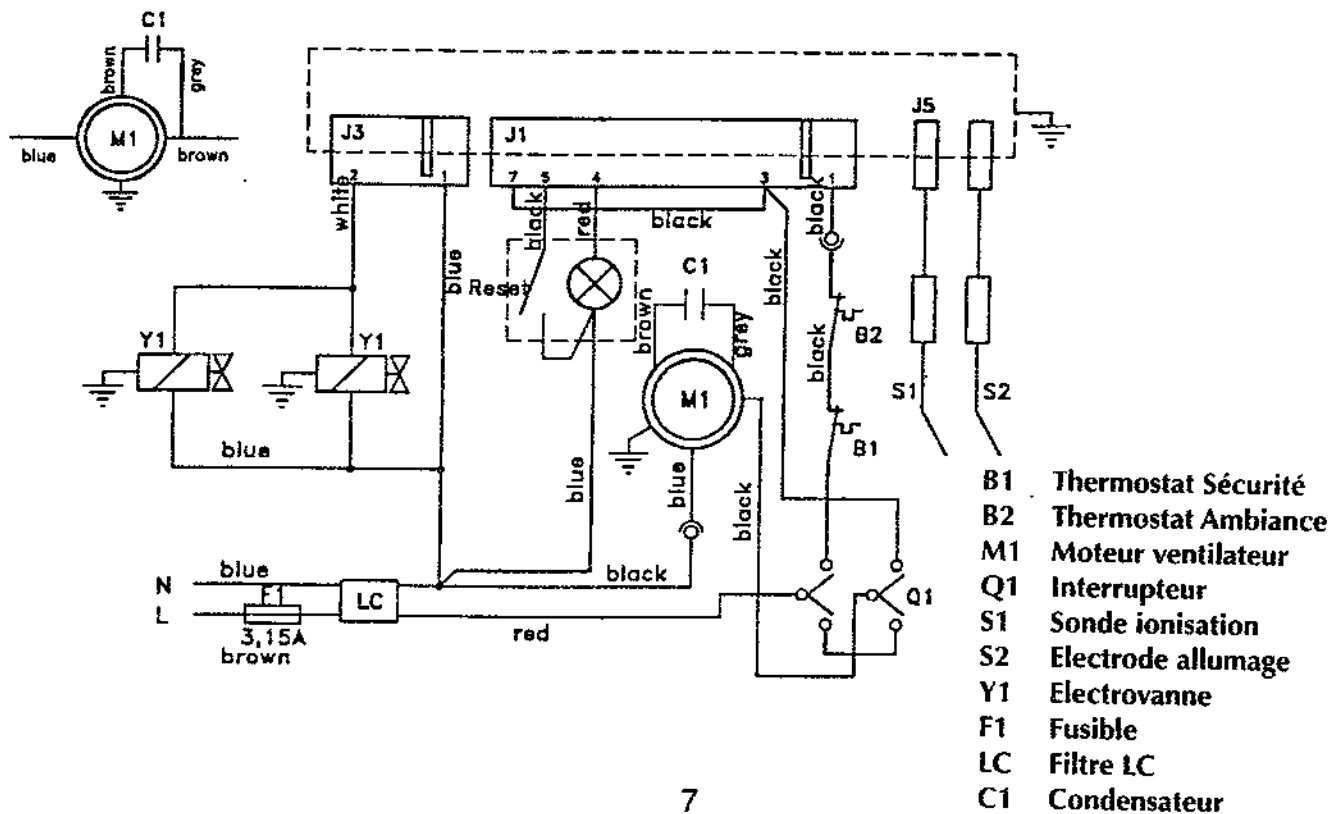 C1
brown
grey
M1
blue
brown
J3
J1
J5
2
1
7
5
4
3
1
white
blue
black
red
black
black
black
Reset
C1
brown
grey
M1
black
B2
B1
S1
S2
Y1
Y1
blue
blue
blue
black
N
blue
F1
LC
black
L
3,15A
brown
red
Q1
B1 Thermostat Sécurité
B2 Thermostat Ambiance
M1 Moteur ventilateur
Q1 Interrupteur
S1 Sonde ionisation
S2 Electrode allumage
Y1 Electrovanne
F1 Fusible
LC Filtre LC
C1 Condensateur
7